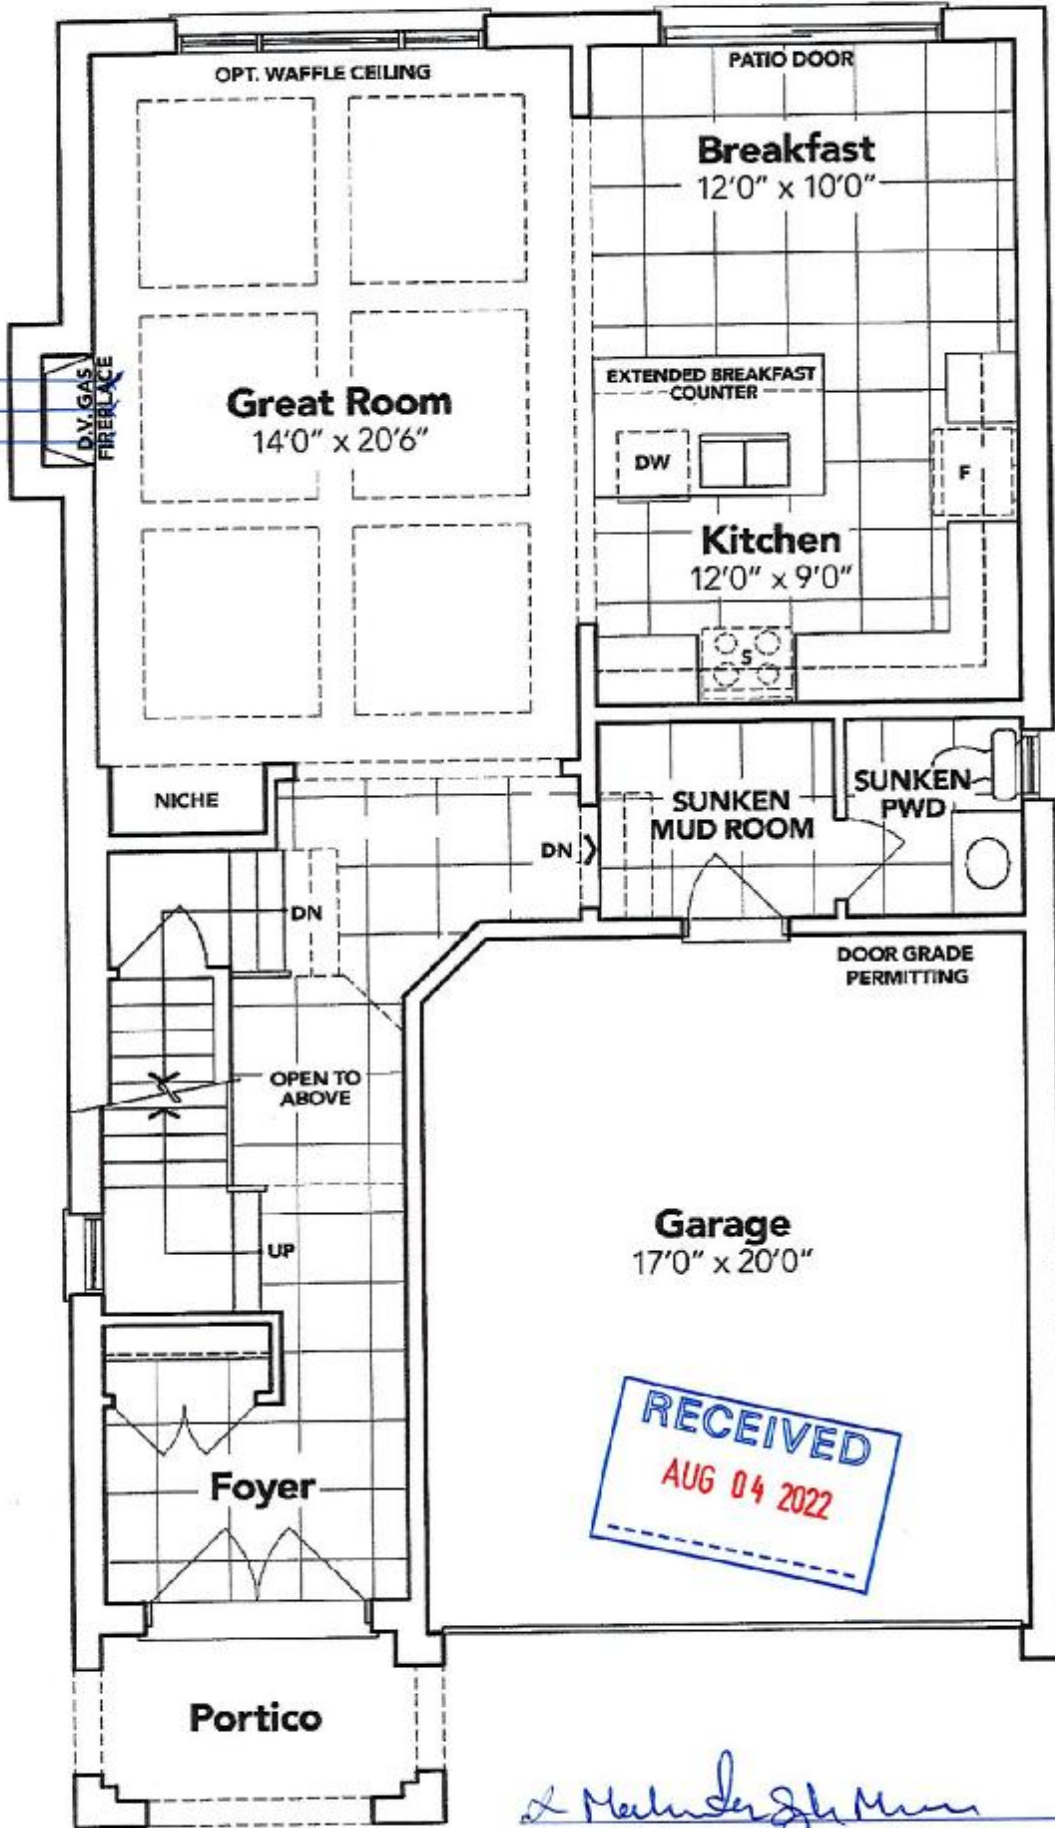 OPT. WAFFLE CEILING
PATIO DOOR
Breakfast
12'0" x 10'0"
D.V. GAS
FIREPLACE
Great Room
14'0" x 20'6"
EXTENDED BREAKFAST
COUNTER
DW
F
Kitchen
12'0" x 9'0"
S
NICHE
SUNKEN
MUD ROOM
SUNKEN
PWD
DN
DN
DOOR GRADE
PERMITTING
OPEN TO
ABOVE
UP
Garage
17'0" x 20'0"
RECEIVED
AUG 04 2022
Foyer
Portico